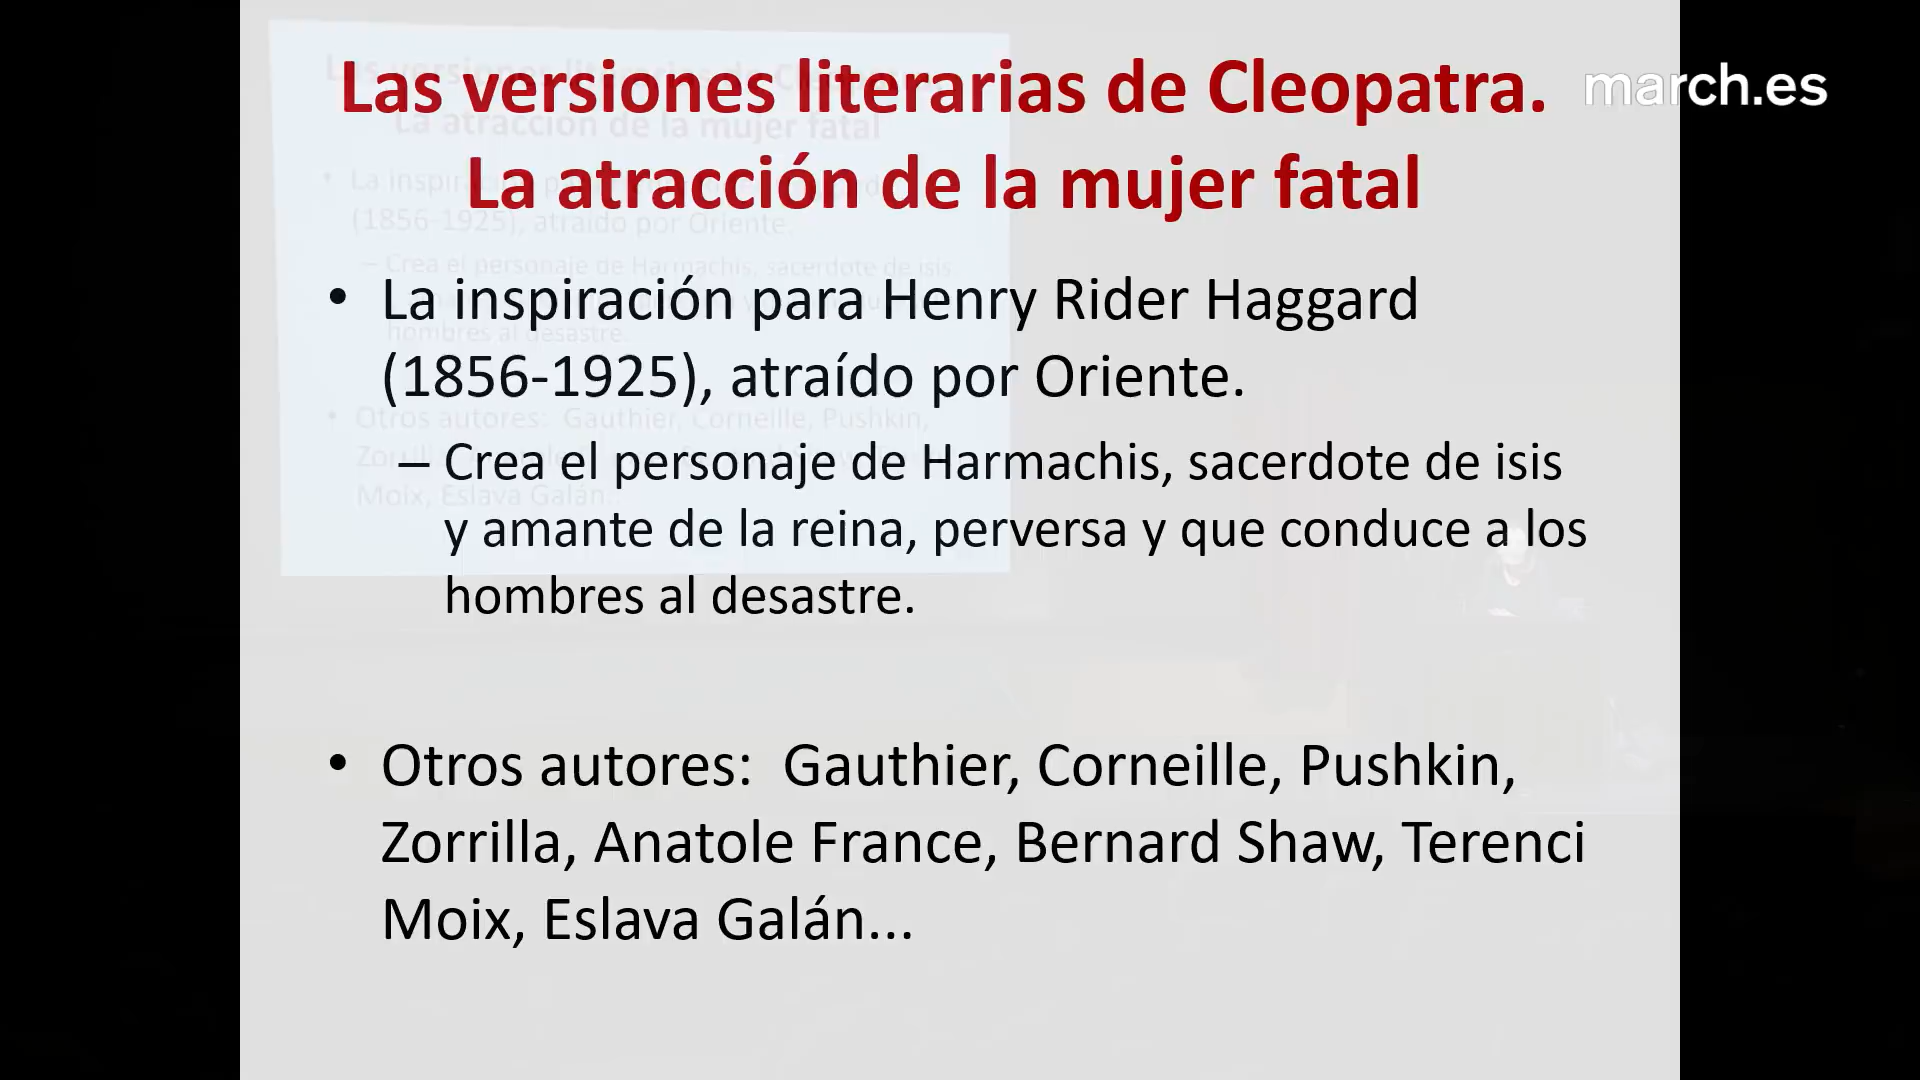 Las versiones literarias de Cleopatra.
march.es
La atracción de la mujer fatal
• La inspiración para Henry Rider Haggard
(1856-1925), atraído por Oriente.
– Crea el personaje de Harmachis, sacerdote de isis
y amante de la reina, perversa y que conduce a los
hombres al desastre.
• Otros autores:  Gauthier, Corneille, Pushkin,
Zorrilla, Anatole France, Bernard Shaw, Terenci
Moix, Eslava Galán...